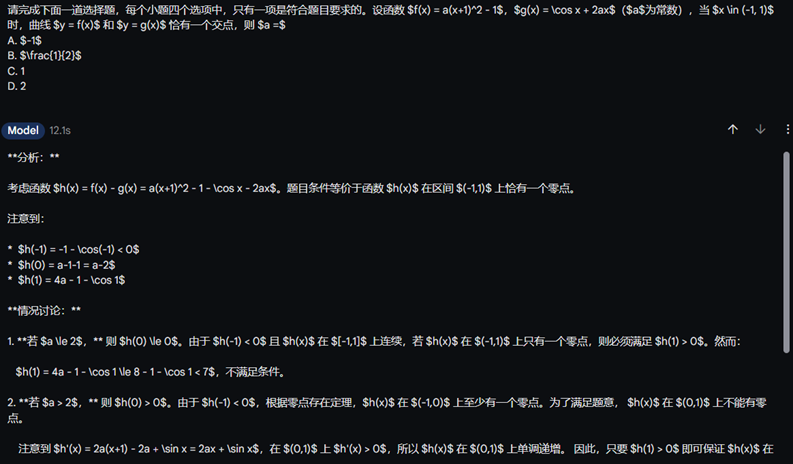 请完成下面一道选择题，每个小题四个选项中，只有一项是符合题目要求的。设函数 $f(x) = a(x+1)^2 - 1$，$g(x) = \cos x + 2ax$（$a$为常数），当 $x \in (-1, 1)$
时，曲线 $y = f(x)$ 和 $y = g(x)$ 恰有一个交点，则 $a =$
A. $-1$
B. $\frac{1}{2}$
C. 1
D. 2
Model 12.1s
**分析：**
考虑函数 $h(x) = f(x) - g(x) = a(x+1)^2 - 1 - \cos x - 2ax$。题目条件等价于函数 $h(x)$ 在区间 $(-1,1)$ 上恰有一个零点。
注意到：
* $h(-1) = -1 - \cos(-1) < 0$
* $h(0) = a-1-1 = a-2$
* $h(1) = 4a - 1 - \cos 1$
**情况讨论：**
1. **若 $a \le 2$，** 则 $h(0) \le 0$。由于 $h(-1) < 0$ 且 $h(x)$ 在 $[-1,1]$ 上连续，若 $h(x)$ 在 $(-1,1)$ 上只有一个零点，则必须满足 $h(1) > 0$。然而：
$h(1) = 4a - 1 - \cos 1 \le 8 - 1 - \cos 1 < 7$，不满足条件。
2. **若 $a > 2$，** 则 $h(0) > 0$。由于 $h(-1) < 0$，根据零点存在定理，$h(x)$ 在 $(-1,0)$ 上至少有一个零点。为了满足题意， $h(x)$ 在 $(0,1)$ 上不能有零
点。
注意到 $h'(x) = 2a(x+1) - 2a + \sin x = 2ax + \sin x$，在 $(0,1)$ 上 $h'(x) > 0$，所以 $h(x)$ 在 $(0,1)$ 上单调递增。 因此，只要 $h(1) > 0$ 即可保证 $h(x)$ 在